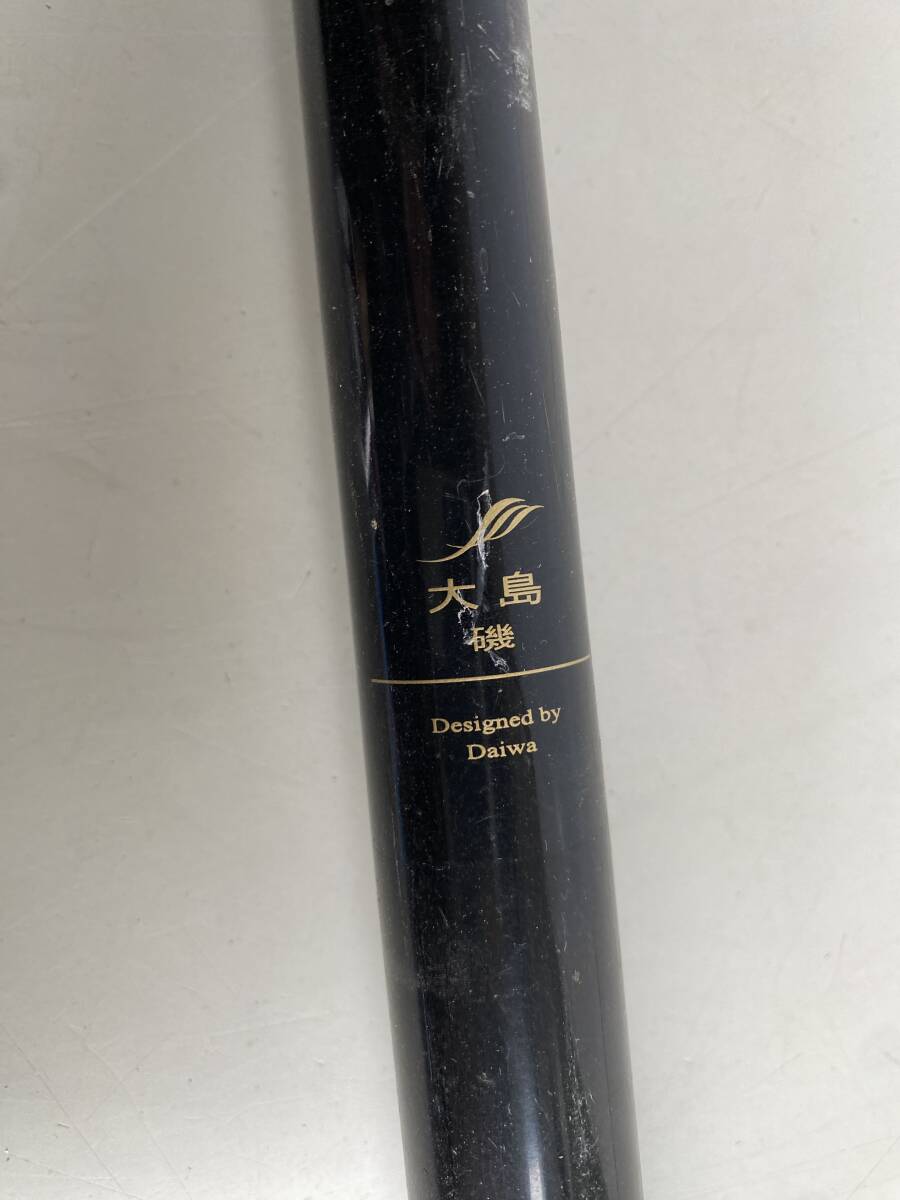 大島
磯
Designed by
Daiwa